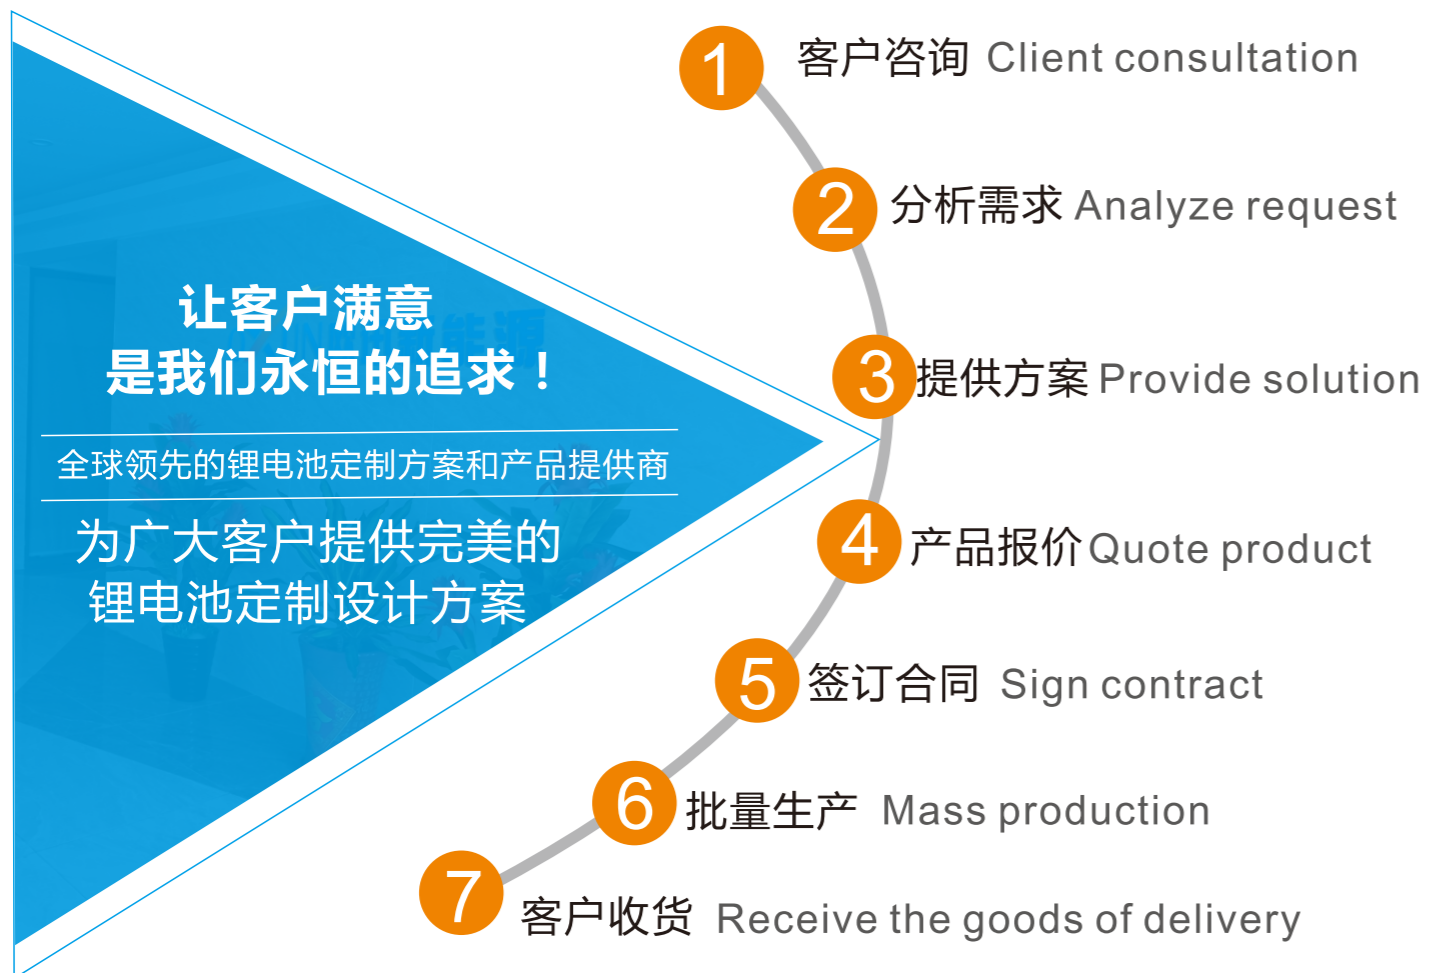 让客户满意
是我们永恒的追求！
全球领先的锂电池定制方案和产品提供商
为广大客户提供完美的
锂电池定制设计方案
1 客户咨询 Client consultation
2 分析需求 Analyze request
3 提供方案 Provide solution
4 产品报价 Quote product
5 签订合同 Sign contract
6 批量生产 Mass production
7 客户收货 Receive the goods of delivery